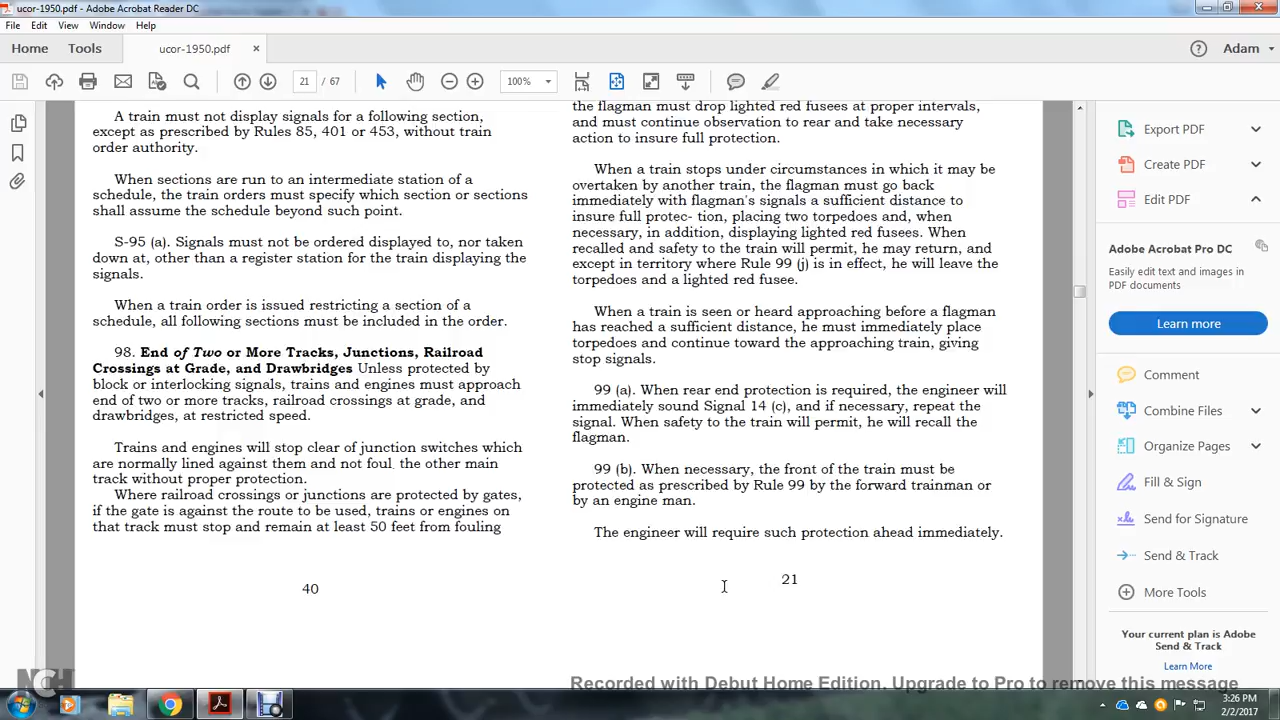 ucor-1950.pdf - Adobe Acrobat Reader DC
File Edit View Window Help
Home Tools ucor-1950.pdf × Adam
21 / 67 100%
A train must not display signals for a following section,
except as prescribed by Rules 85, 401 or 453, without train
order authority.
When sections are run to an intermediate station of a
schedule, the train orders must specify which section or sections
shall assume the schedule beyond such point.
S-95 (a). Signals must not be ordered displayed to, nor taken
down at, other than a register station for the train displaying the
signals.
When a train order is issued restricting a section of a
schedule, all following sections must be included in the order.
98. End of Two or More Tracks, Junctions, Railroad
Crossings at Grade, and Drawbridges Unless protected by
block or interlocking signals, trains and engines must approach
end of two or more tracks, railroad crossings at grade, and
drawbridges, at restricted speed.
Trains and engines will stop clear of junction switches which
are normally lined against them and not foul the other main
track without proper protection.
Where railroad crossings or junctions are protected by gates,
if the gate is against the route to be used, trains or engines on
that track must stop and remain at least 50 feet from fouling
40
the flagman must drop lighted red fusees at proper intervals,
and must continue observation to rear and take necessary
action to insure full protection.
When a train stops under circumstances in which it may be
overtaken by another train, the flagman must go back
immediately with flagman's signals a sufficient distance to
insure full protec- tion, placing two torpedoes and, when
necessary, in addition, displaying lighted red fusees. When
recalled and safety to the train will permit, he may return, and
except in territory where Rule 99 (j) is in effect, he will leave the
torpedoes and a lighted red fusee.
When a train is seen or heard approaching before a flagman
has reached a sufficient distance, he must immediately place
torpedoes and continue toward the approaching train, giving
stop signals.
99 (a). When rear end protection is required, the engineer will
immediately sound Signal 14 (c), and if necessary, repeat the
signal. When safety to the train will permit, he will recall the
flagman.
99 (b). When necessary, the front of the train must be
protected as prescribed by Rule 99 by the forward trainman or
by an engine man.
The engineer will require such protection ahead immediately.
21
Export PDF
Create PDF
Edit PDF
Adobe Acrobat Pro DC
Easily edit text and images in
PDF documents
Learn more
Comment
Combine Files
Organize Pages
Fill & Sign
Send for Signature
Send & Track
More Tools
Your current plan is Adobe
Send & Track
Learn More
NCH
Recorded with Debut Home Edition. Upgrade to Pro to remove this message
3:26 PM
2/2/2017